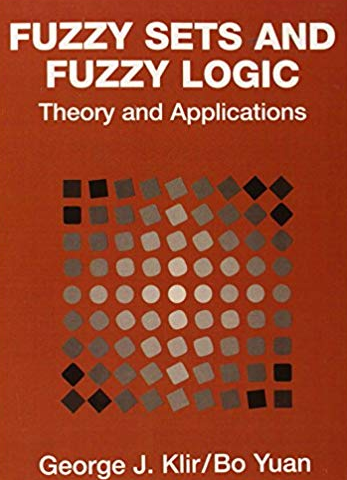 FUZZY SETS AND
FUZZY LOGIC
Theory and Applications
George J. Klir/Bo Yuan